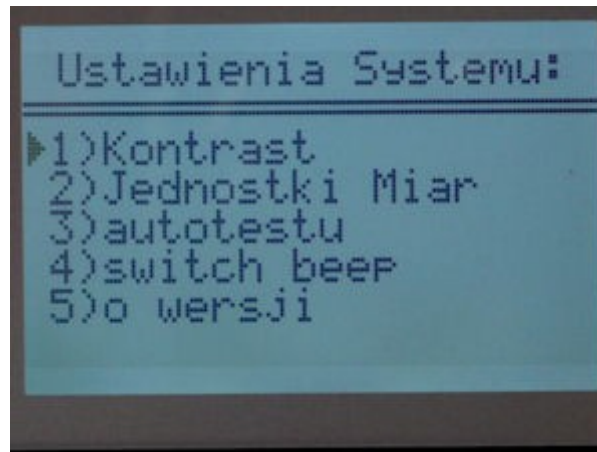 Ustawienia Systemu:
1)Kontrast
2)Jednostki Miar
3)autotestu
4)switch beep
5)o wersji